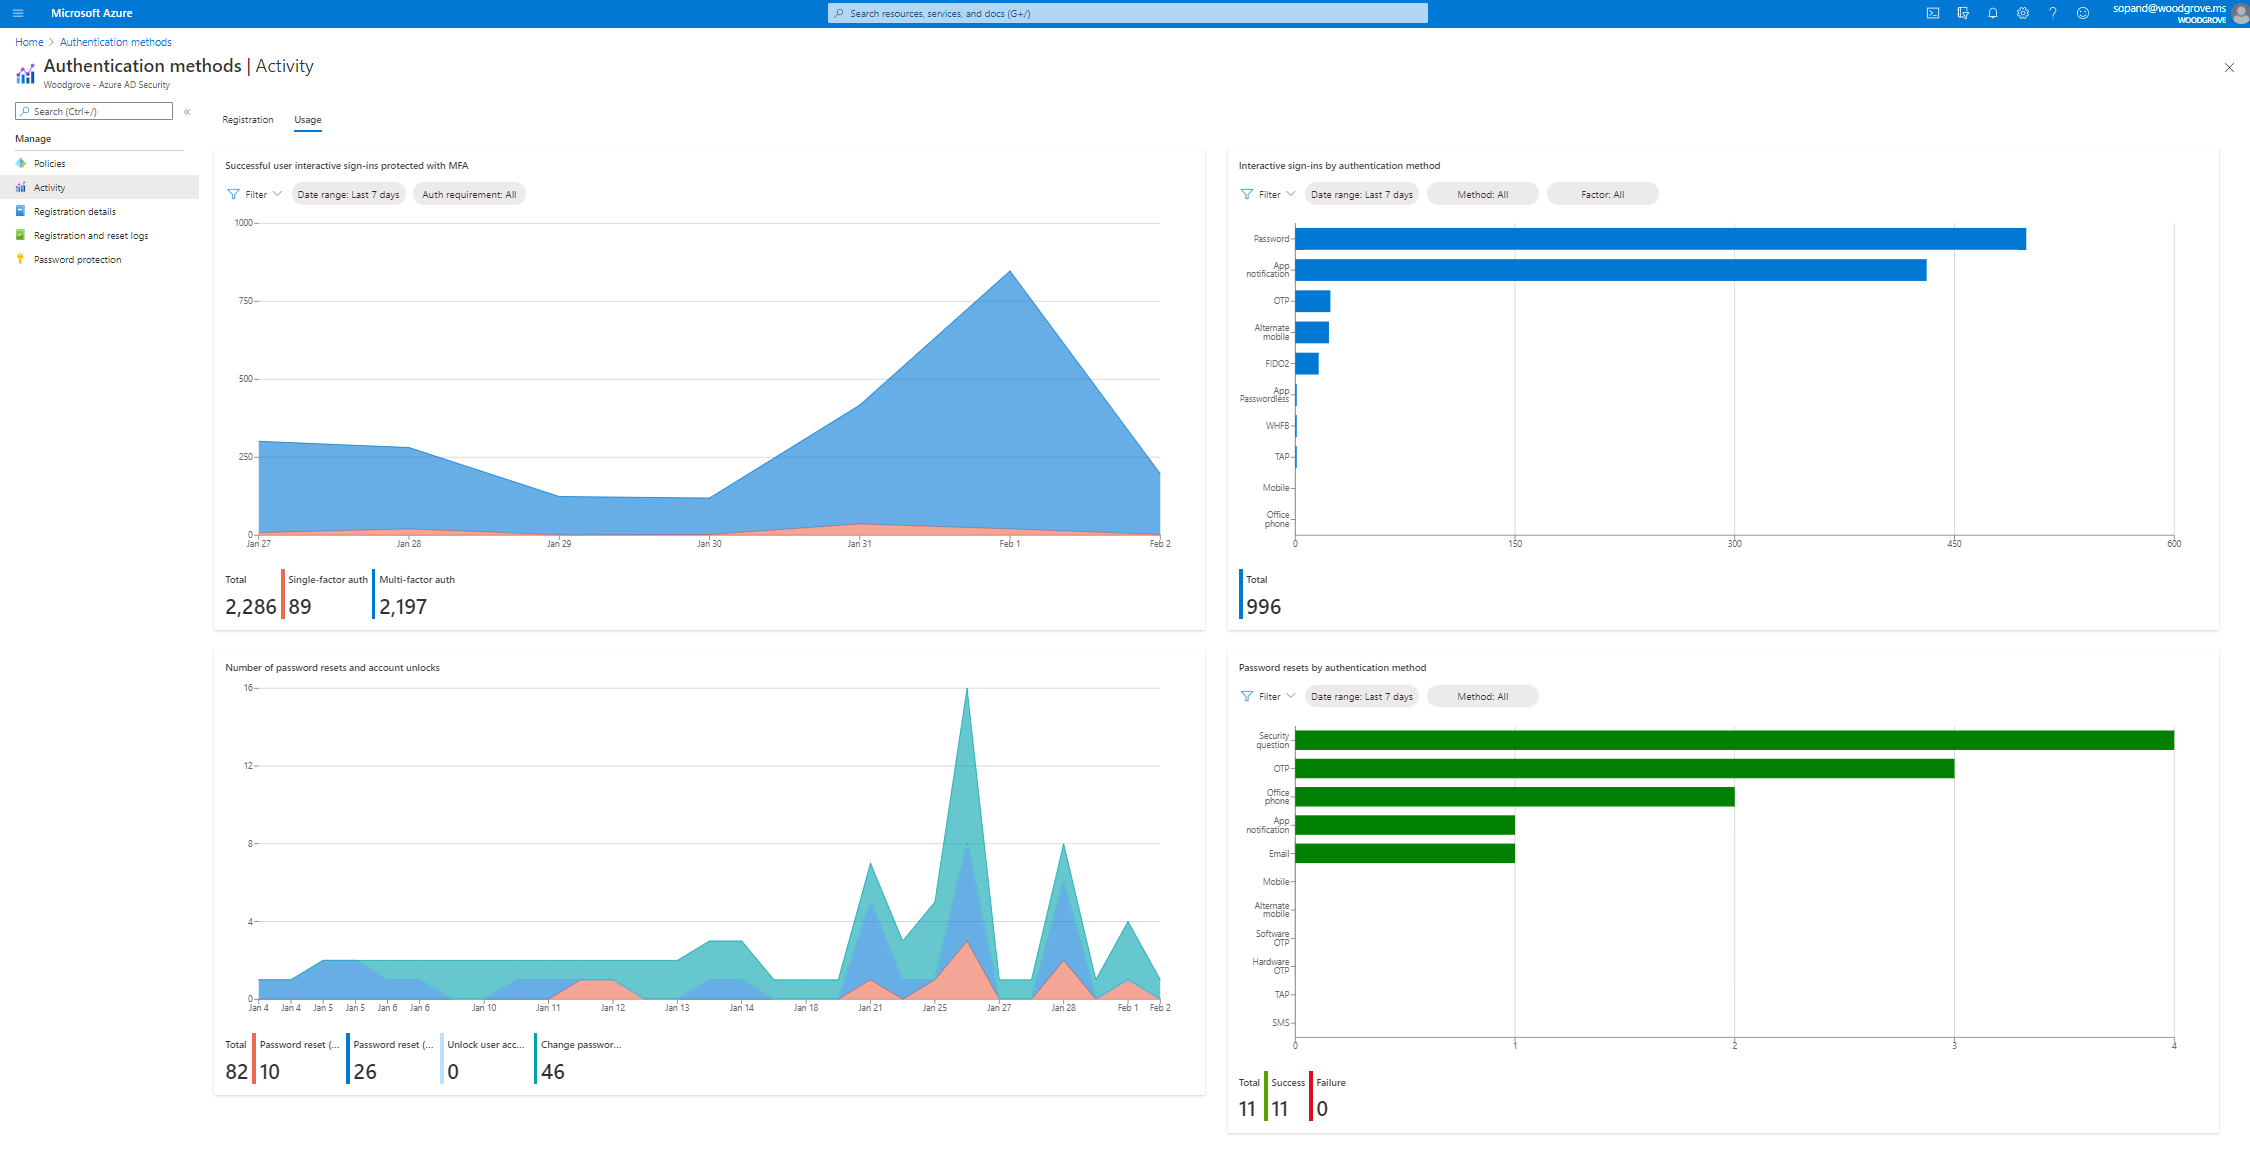 Microsoft Azure
Search resources, services, and docs (G+/)
sopand@woodgrove.ms
WOODGROVE
Home > Authentication methods
Authentication methods | Activity
Woodgrove - Azure AD Security
Search (Ctrl+/)
«
Manage
Policies
Activity
Registration details
Registration and reset logs
Password protection
Registration
Usage
Successful user interactive sign-ins protected with MFA
Filter
Date range: Last 7 days
Auth requirement: All
1000
750
500
250
0
Jan 27
Jan 28
Jan 29
Jan 30
Jan 31
Feb 1
Feb 2
Total
2,286
Single-factor auth
89
Multi-factor auth
2,197
Interactive sign-ins by authentication method
Filter
Date range: Last 7 days
Method: All
Factor: All
Password
App
notification
OTP
Alternate
mobile
FIDO2
App
Passwordless
WHFB
TAP
Mobile
Office
phone
0
150
300
450
600
Total
996
Number of password resets and account unlocks
16
12
8
4
0
Jan 4
Jan 4
Jan 5
Jan 5
Jan 6
Jan 6
Jan 10
Jan 11
Jan 12
Jan 13
Jan 14
Jan 18
Jan 21
Jan 25
Jan 27
Jan 28
Feb 1
Feb 2
Total
82
Password reset (...
10
Password reset (...
26
Unlock user acc...
0
Change passwor...
46
Password resets by authentication method
Filter
Date range: Last 7 days
Method: All
Security
question
OTP
Office
phone
App
notification
Email
Mobile
Alternate
mobile
Software
OTP
Hardware
OTP
TAP
SMS
0
1
2
3
4
Total
11
Success
11
Failure
0